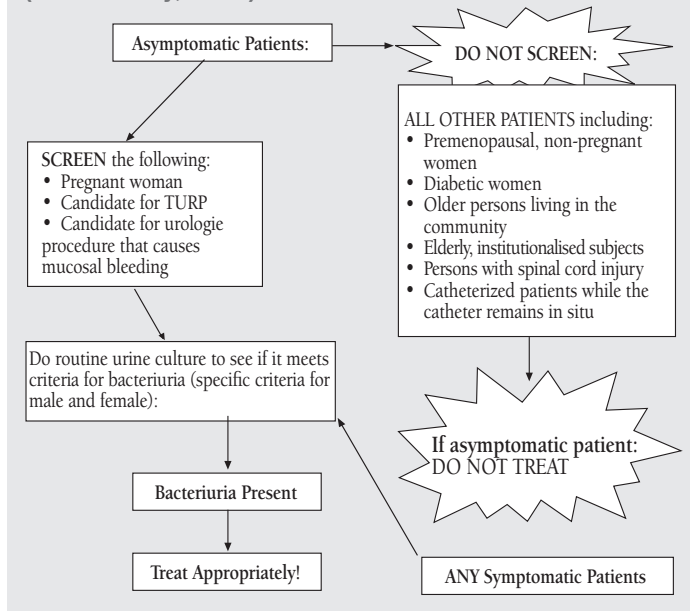 Asymptomatic Patients:
DO NOT SCREEN:
SCREEN the following:
• Pregnant woman
• Candidate for TURP
• Candidate for urologie
procedure that causes
mucosal bleeding
ALL OTHER PATIENTS including:
• Premenopausal, non-pregnant
women
• Diabetic women
• Older persons living in the
community
• Elderly, institutionalised subjects
• Persons with spinal cord injury
• Catheterized patients while the
catheter remains in situ
Do routine urine culture to see if it meets
criteria for bacteriuria (specific criteria for
male and female):
If asymptomatic patient:
DO NOT TREAT
Bacteriuria Present
Treat Appropriately!
ANY Symptomatic Patients